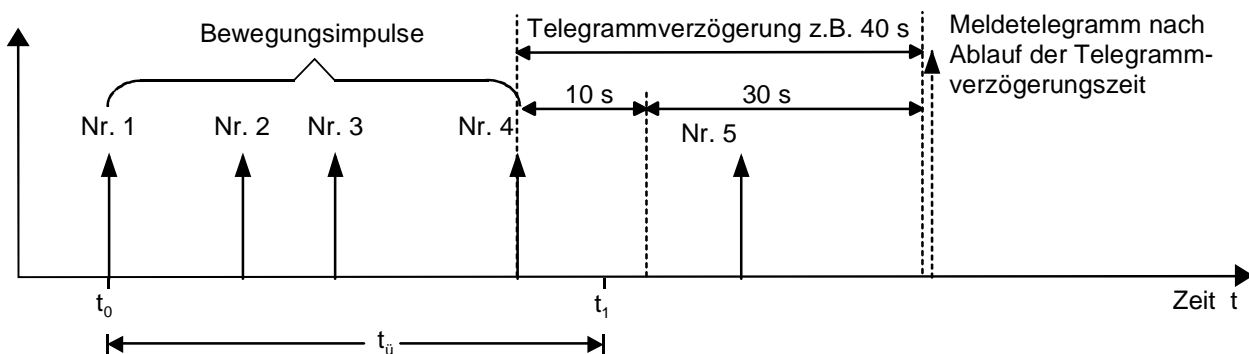 Bewegungsimpulse
Telegrammverzögerung z.B. 40 s
Meldetelegramm nach
Ablauf der Telegramm-
verzögerungszeit
10 s
30 s
Nr. 1
Nr. 2
Nr. 3
Nr. 4
Nr. 5
t0
t1
Zeit t
tü